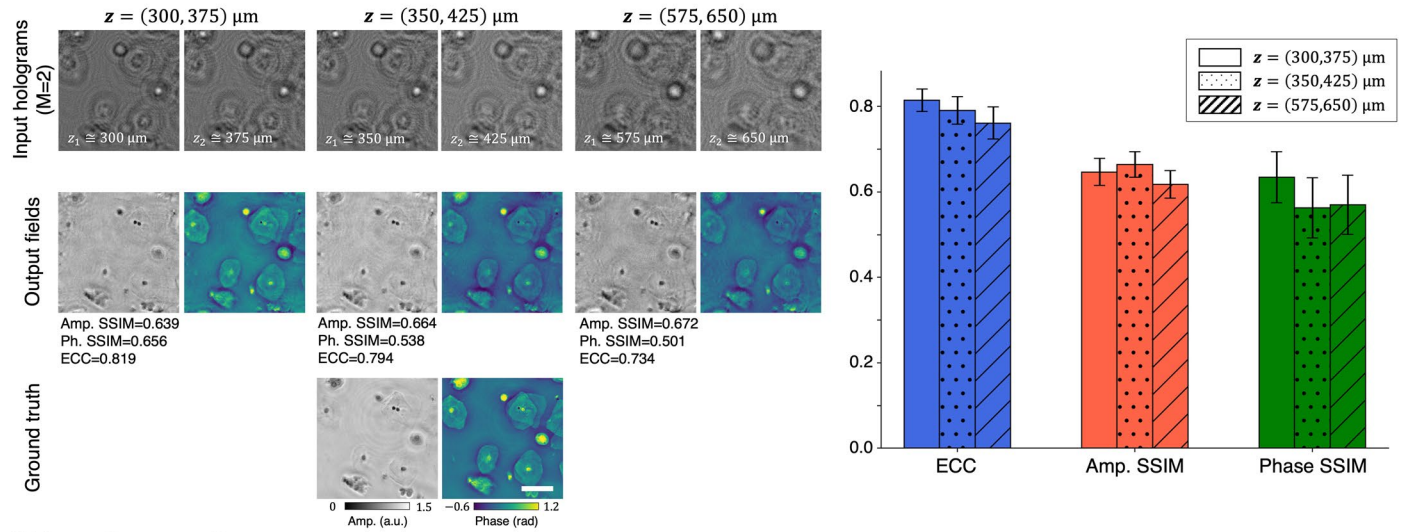 z = (300,375) μm
z = (350,425) μm
z = (575,650) μm
Input holograms
(M=2)
z₁ ≅ 300 μm
z₂ ≅ 375 μm
z₁ ≅ 350 μm
z₂ ≅ 425 μm
z₁ ≅ 575 μm
z₂ ≅ 650 μm
Output fields
Amp. SSIM=0.639
Ph. SSIM=0.656
ECC=0.819
Amp. SSIM=0.664
Ph. SSIM=0.538
ECC=0.794
Amp. SSIM=0.672
Ph. SSIM=0.501
ECC=0.734
Ground truth
0 1.5
Amp. (a.u.)
−0.6 1.2
Phase (rad)
z = (300,375) μm
z = (350,425) μm
z = (575,650) μm
0.8
0.6
0.4
0.2
0.0
ECC
Amp. SSIM
Phase SSIM